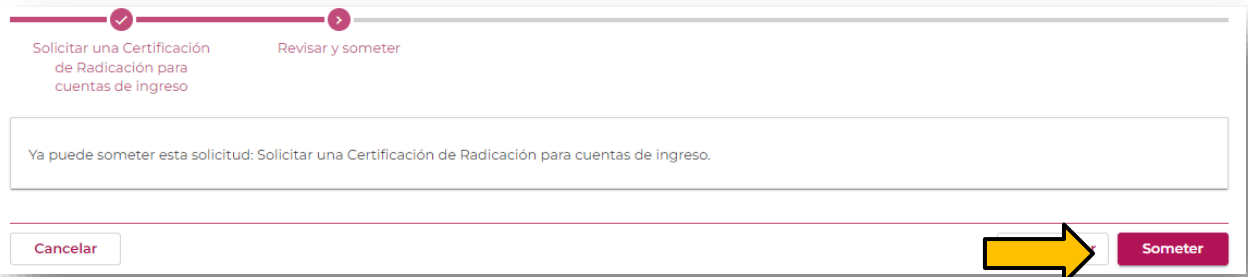 Solicitar una Certificación
de Radicación para
cuentas de ingreso
Revisar y someter
Ya puede someter esta solicitud: Solicitar una Certificación de Radicación para cuentas de ingreso.
Cancelar
Someter